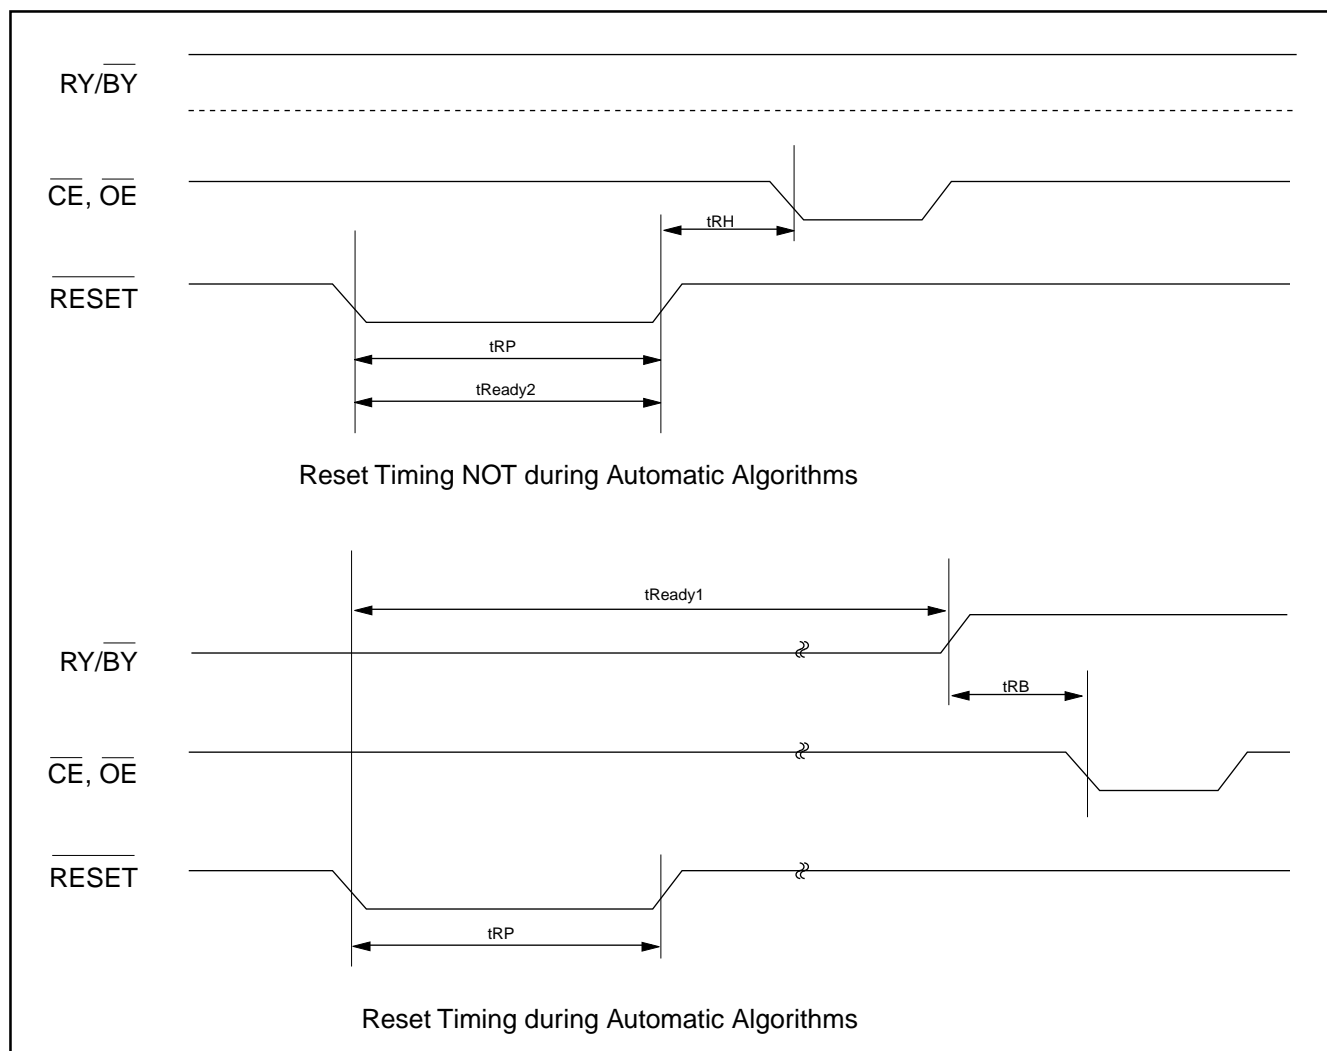 RY/BY
CE, OE
tRH
RESET
tRP
tReady2
Reset Timing NOT during Automatic Algorithms
tReady1
RY/BY
tRB
CE, OE
RESET
tRP
Reset Timing during Automatic Algorithms